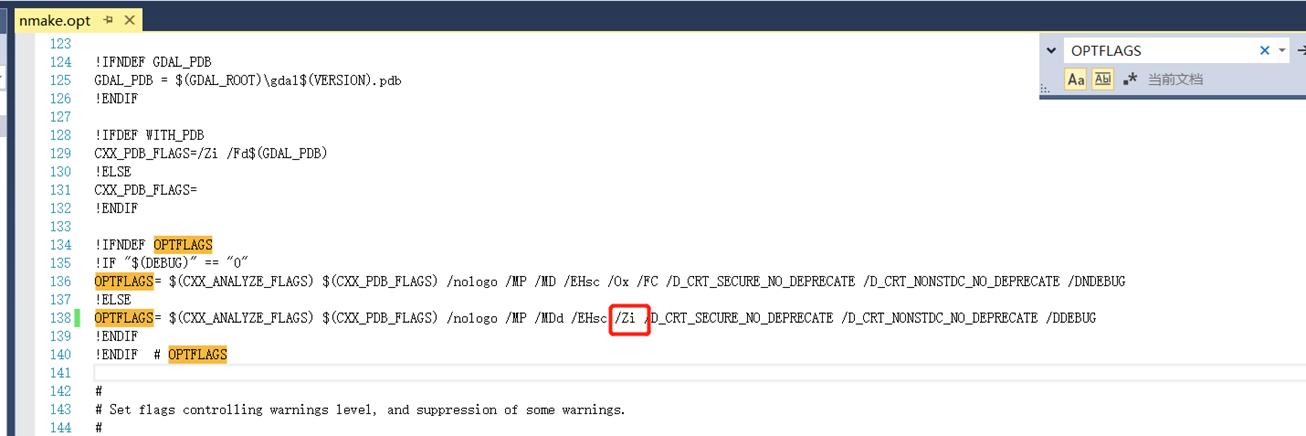 nmake.opt
OPTFLAGS
Aa Abl .* 当前文档
123
124 !IFNDEF GDAL_PDB
125 GDAL_PDB = $(GDAL_ROOT)\gdal$(VERSION).pdb
126 !ENDIF
127
128 !IFDEF WITH_PDB
129 CXX_PDB_FLAGS=/Zi /Fd$(GDAL_PDB)
130 !ELSE
131 CXX_PDB_FLAGS=
132 !ENDIF
133
134 !IFNDEF OPTFLAGS
135 !IF "$(DEBUG)" == "0"
136 OPTFLAGS= $(CXX_ANALYZE_FLAGS) $(CXX_PDB_FLAGS) /nologo /MP /MD /EHsc /Ox /FC /D_CRT_SECURE_NO_DEPRECATE /D_CRT_NONSTDC_NO_DEPRECATE /DNDEBUG
137 !ELSE
138 OPTFLAGS= $(CXX_ANALYZE_FLAGS) $(CXX_PDB_FLAGS) /nologo /MP /MDd /EHsc /Zi /D_CRT_SECURE_NO_DEPRECATE /D_CRT_NONSTDC_NO_DEPRECATE /DDEBUG
139 !ENDIF
140 !ENDIF # OPTFLAGS
141
142 #
143 # Set flags controlling warnings level, and suppression of some warnings.
144 #